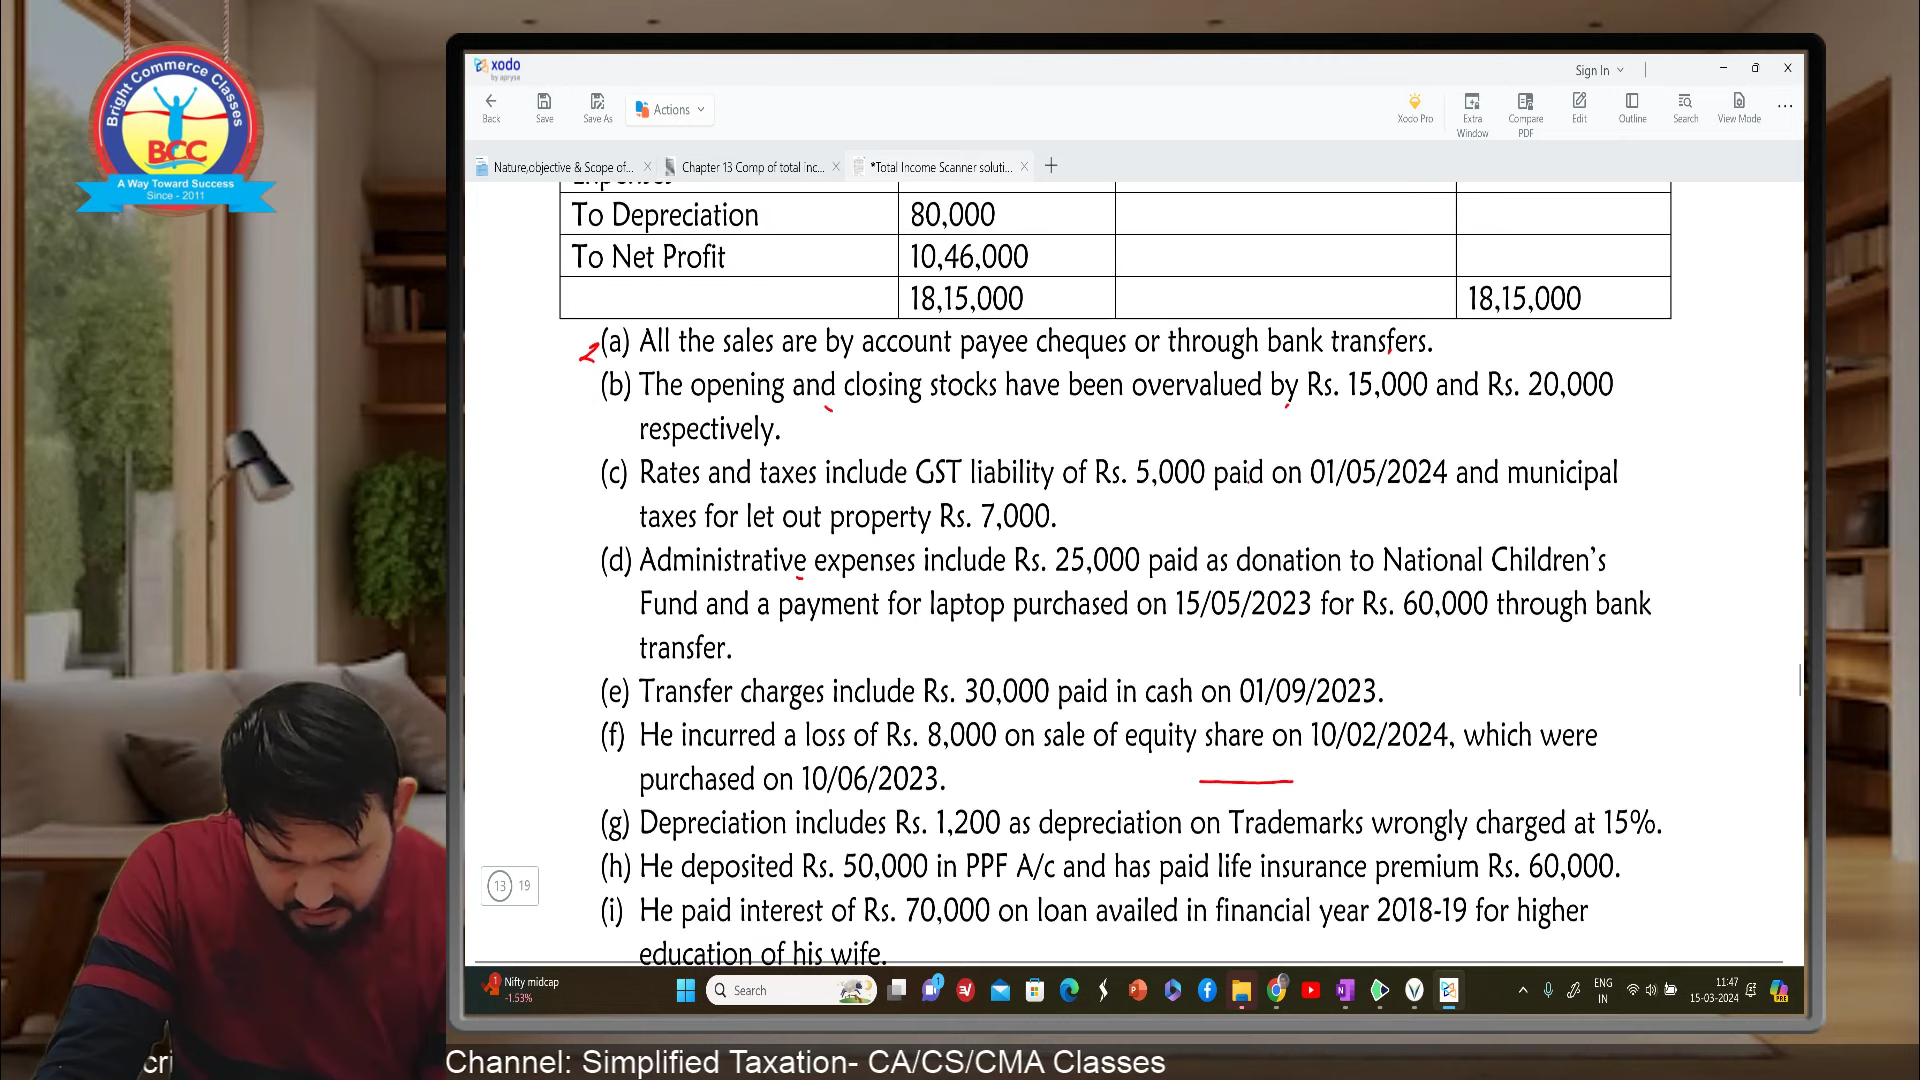 Bright Commerce Classes
BCC
A Way Toward Success
Since - 2011
xodo
by apryse
Sign In
Back
Save
Save As
Actions
Xodo Pro
Extra Window
Compare PDF
Edit
Outline
Search
View Mode
Nature,objective & Scope of...
Chapter 13 Comp of total inc...
*Total Income Scanner soluti...
Expenses
To Depreciation 80,000
To Net Profit 10,46,000
18,15,000 18,15,000
(a) All the sales are by account payee cheques or through bank transfers.
(b) The opening and closing stocks have been overvalued by Rs. 15,000 and Rs. 20,000
respectively.
(c) Rates and taxes include GST liability of Rs. 5,000 paid on 01/05/2024 and municipal
taxes for let out property Rs. 7,000.
(d) Administrative expenses include Rs. 25,000 paid as donation to National Children's
Fund and a payment for laptop purchased on 15/05/2023 for Rs. 60,000 through bank
transfer.
(e) Transfer charges include Rs. 30,000 paid in cash on 01/09/2023.
(f) He incurred a loss of Rs. 8,000 on sale of equity share on 10/02/2024, which were
purchased on 10/06/2023.
(g) Depreciation includes Rs. 1,200 as depreciation on Trademarks wrongly charged at 15%.
(h) He deposited Rs. 50,000 in PPF A/c and has paid life insurance premium Rs. 60,000.
13 19
(i) He paid interest of Rs. 70,000 on loan availed in financial year 2018-19 for higher
education of his wife.
1
Nifty midcap
-1.53%
Search
1
ENG
IN
11:47
15-03-2024
cri
Channel: Simplified Taxation- CA/CS/CMA Classes